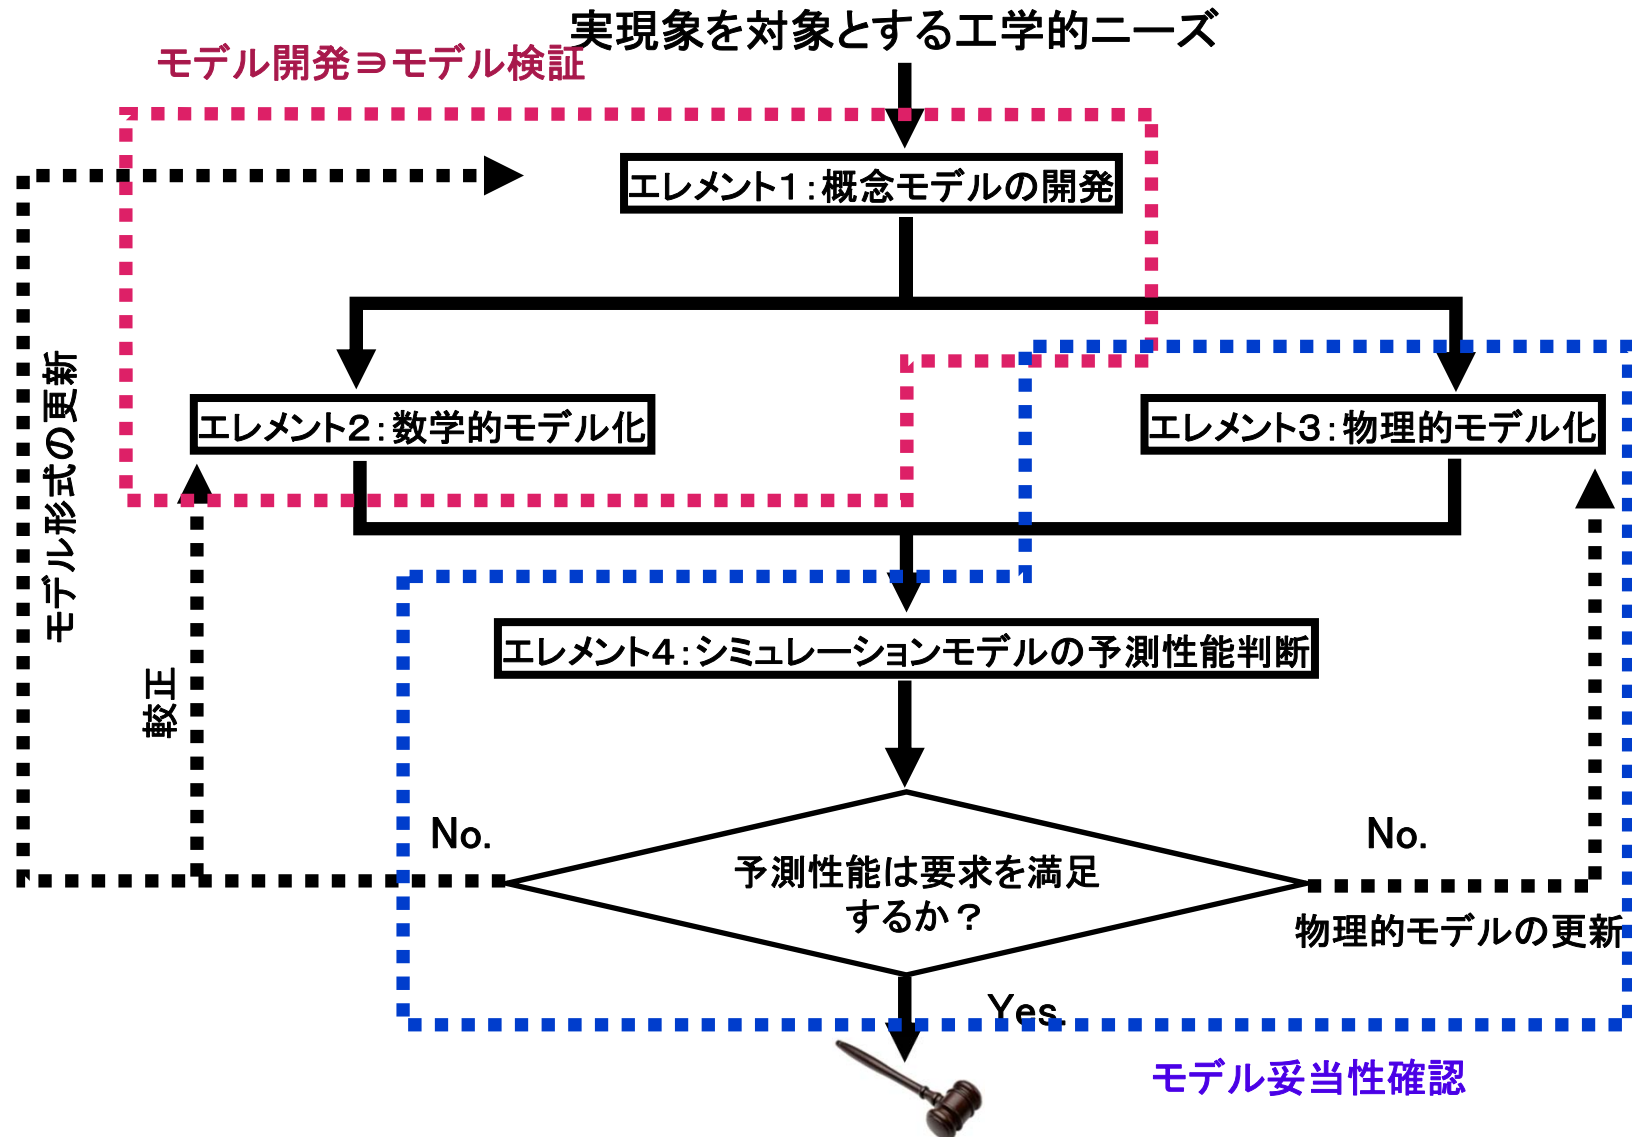 実現象を対象とする工学的ニーズ
モデル開発∋モデル検証
エレメント1:概念モデルの開発
モデル形式の更新
エレメント2:数学的モデル化
エレメント3:物理的モデル化
エレメント4:シミュレーションモデルの予測性能判断
較正
No.
No.
予測性能は要求を満足
するか？
物理的モデルの更新
Yes.
モデル妥当性確認